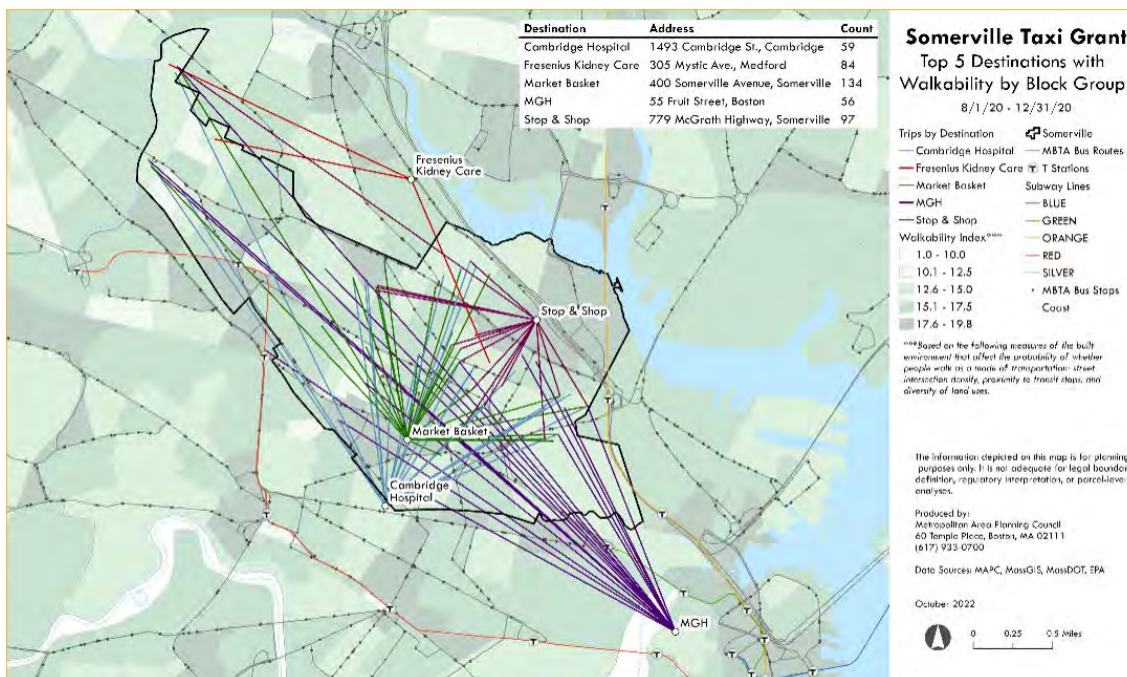 Destination Address Count
Cambridge Hospital 1493 Cambridge St., Cambridge 59
Fresenius Kidney Care 305 Mystic Ave., Medford 84
Market Basket 400 Somerville Avenue, Somerville 134
MGH 55 Fruit Street, Boston 56
Stop & Shop 779 McGrath Highway, Somerville 97
Fresenius
Kidney Care
Stop & Shop
Market Basket
Cambridge
Hospital
MGH
T
T
T
T
T
T
T
T
T
T
T
T
T
T
Somerville Taxi Grant
Top 5 Destinations with
Walkability by Block Group
8/1/20 - 12/31/20
Trips by Destination
Cambridge Hospital
Fresenius Kidney Care
Market Basket
MGH
Stop & Shop
Walkability Index***
1.0 - 10.0
10.1 - 12.5
12.6 - 15.0
15.1 - 17.5
17.6 - 19.8
Somerville
MBTA Bus Routes
T T Stations
Subway Lines
BLUE
GREEN
ORANGE
RED
SILVER
MBTA Bus Stops
Coast
***Based on the following measures of the built
environment that affect the probability of whether
people walk as a mode of transportation: street
intersection density, proximity to transit stops, and
diversity of land uses.
The information depicted on this map is for planning
purposes only. It is not adequate for legal boundar
definition, regulatory interpretation, or parcel-level
analyses.
Produced by:
Metropolitan Area Planning Council
60 Temple Place, Boston, MA 02111
(617) 933-0700
Data Sources: MAPC, MassGIS, MassDOT, EPA
October 2022
0 0.25 0.5 Miles